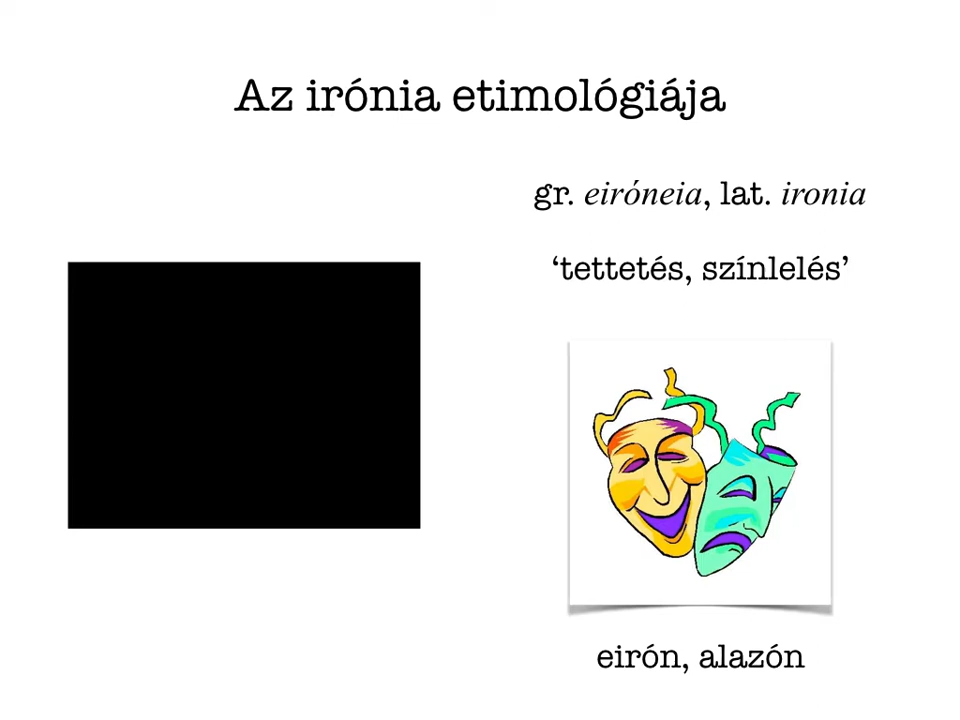 Az irónia etimológiája
gr. eiróneia, lat. ironia
‘tettetés, színlelés’
eirón, alazón